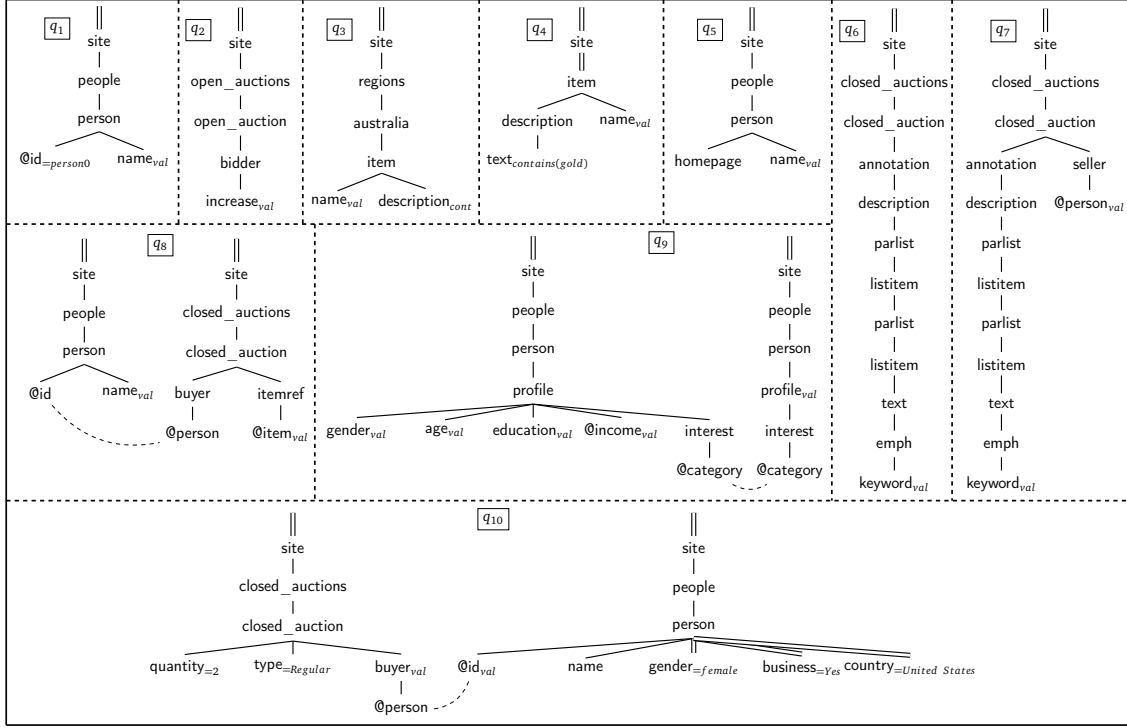 q1
site
people
person
@id=person0 name val
q2
site
open_auctions
open_auction
bidder
increase val
q3
site
regions
australia
item
name val description cont
q4
site
item
description name val
text contains(gold)
q5
site
people
person
homepage name val
q6
site
closed_auctions
closed_auction
annotation
description
parlist
listitem
parlist
listitem
text
emph
keyword val
q7
site
closed_auctions
closed_auction
annotation seller
description @person val
parlist
listitem
parlist
listitem
text
emph
keyword val
q8
site
people
person
@id name val
site
closed_auctions
closed_auction
buyer itemref
@person @item val
q9
site
people
person
profile
gender val age val education val @income val interest
@category
site
people
person
profile val
interest
@category
q10
site
closed_auctions
closed_auction
quantity=2 type=Regular buyer val
@person
site
people
person
@id val name gender=female business=Yes country=United States